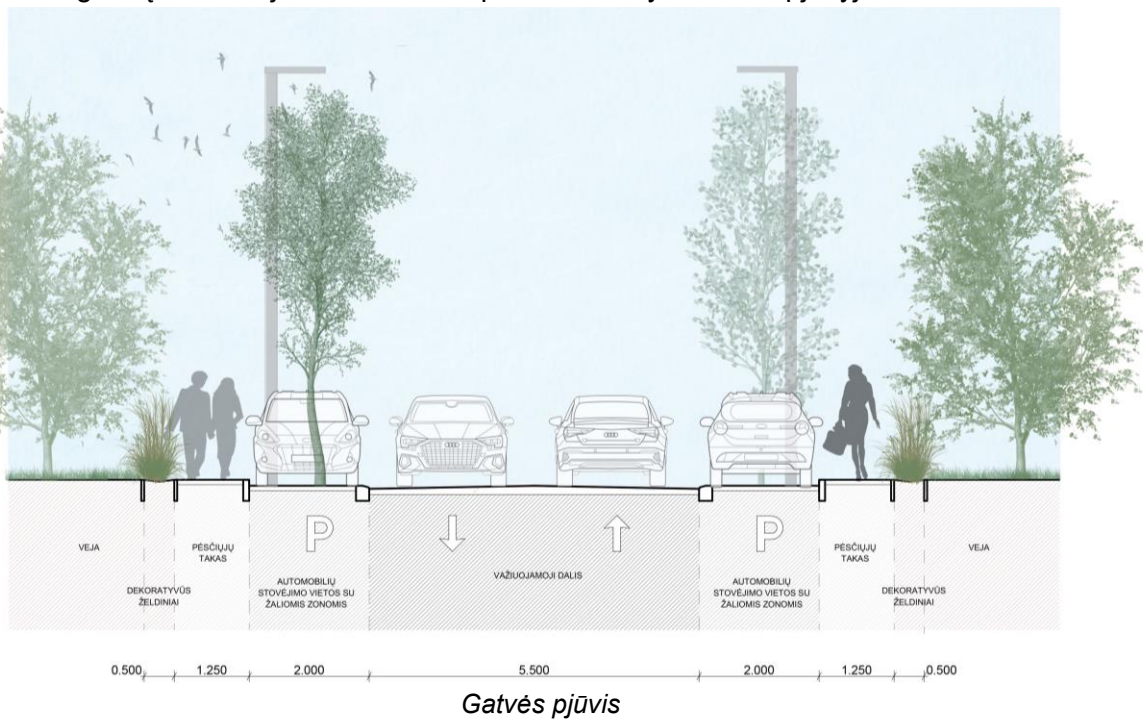 Gatvės pjūvis
P
P
VEJA
PĖSČIŲJŲ
TAKAS
DEKORATYVŪS
ŽELDINIAI
AUTOMOBILIŲ
STOVĖJIMO VIETOS SU
ŽALIOMIS ZONOMIS
VAŽIUOJAMOJI DALIS
AUTOMOBILIŲ
STOVĖJIMO VIETOS SU
ŽALIOMIS ZONOMIS
PĖSČIŲJŲ
TAKAS
DEKORATYVŪS
ŽELDINIAI
VEJA
0.500 1.250 2.000 5.500 2.000 1.250 0.500